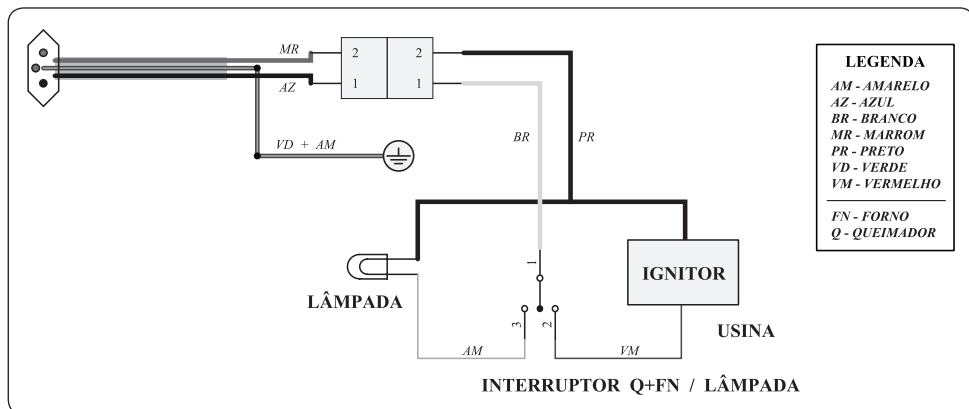 MR
AZ
2
2
1
1
VD + AM
BR
PR
LÂMPADA
1
3
2
IGNITOR
USINA
AM
VM
INTERRUPTOR Q+FN / LÂMPADA
LEGENDA
AM - AMARELO
AZ - AZUL
BR - BRANCO
MR - MARROM
PR - PRETO
VD - VERDE
VM - VERMELHO
FN - FORNO
Q - QUEIMADOR